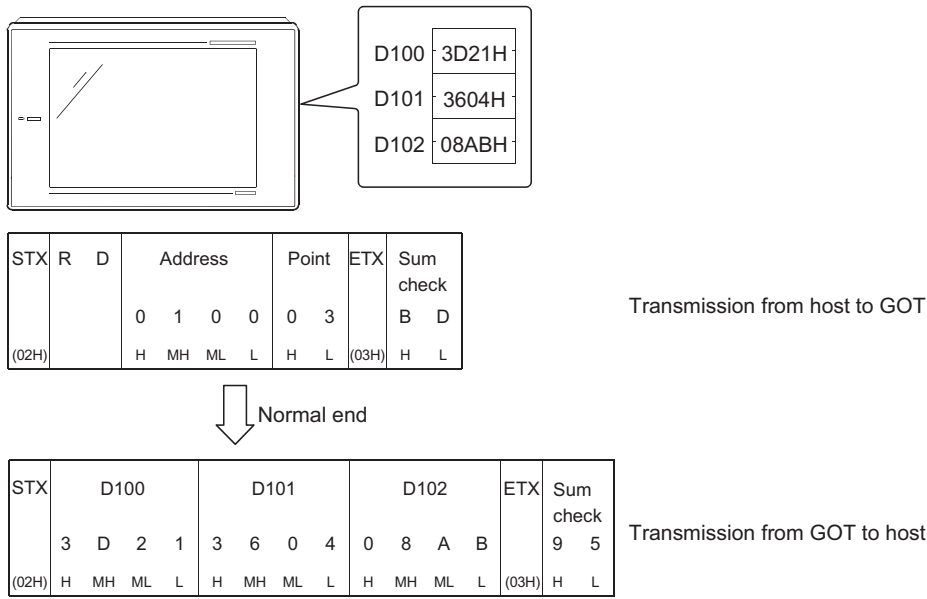 D100 3D21H
D101 3604H
D102 08ABH
STX R D Address Point ETX Sum
check
0 1 0 0 0 3 B D
(02H) H MH ML L H L (03H) H L
Transmission from host to GOT
Normal end
STX D100 D101 D102 ETX Sum
check
3 D 2 1 3 6 0 4 0 8 A B 9 5
(02H) H MH ML L H MH ML L H MH ML L (03H) H L
Transmission from GOT to host